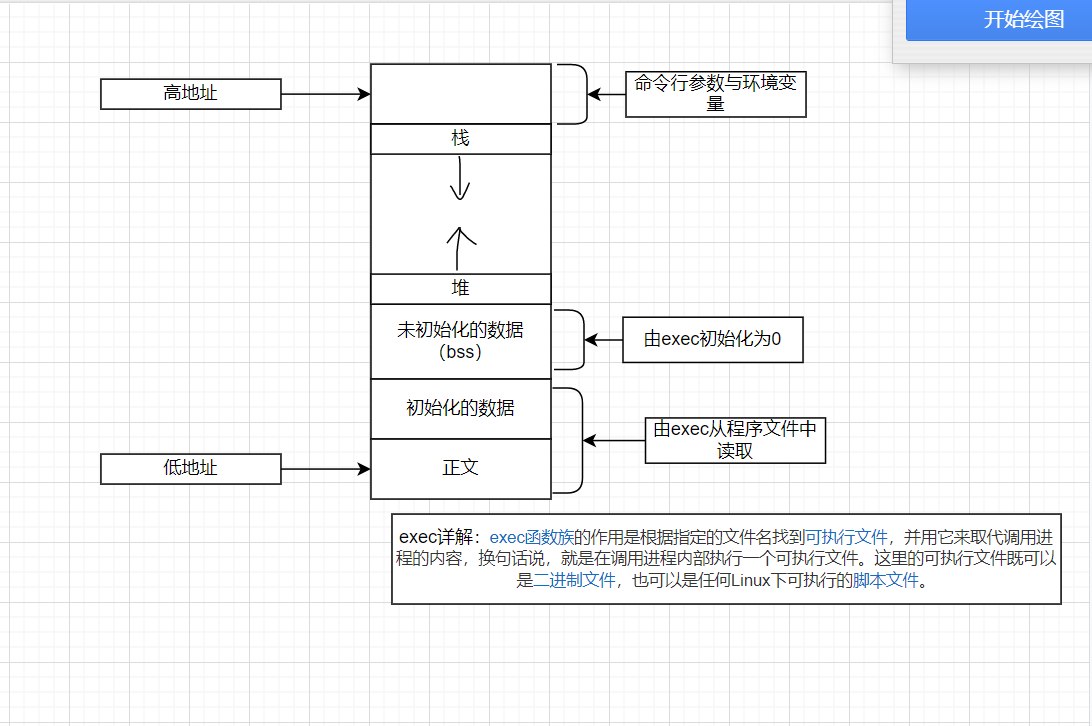 开始绘图
高地址
命令行参数与环境变
量
栈
堆
未初始化的数据
（bss）
由exec初始化为0
初始化的数据
由exec从程序文件中
读取
低地址
正文
exec详解：exec函数族的作用是根据指定的文件名找到可执行文件，并用它来取代调用进
程的内容，换句话说，就是在调用进程内部执行一个可执行文件。这里的可执行文件既可以
是二进制文件，也可以是任何Linux下可执行的脚本文件。